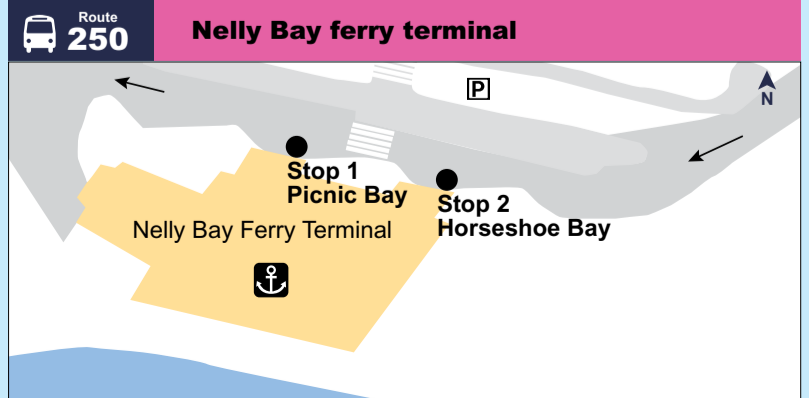 Route
250
Nelly Bay ferry terminal
P
N
Stop 1
Picnic Bay
Stop 2
Horseshoe Bay
Nelly Bay Ferry Terminal